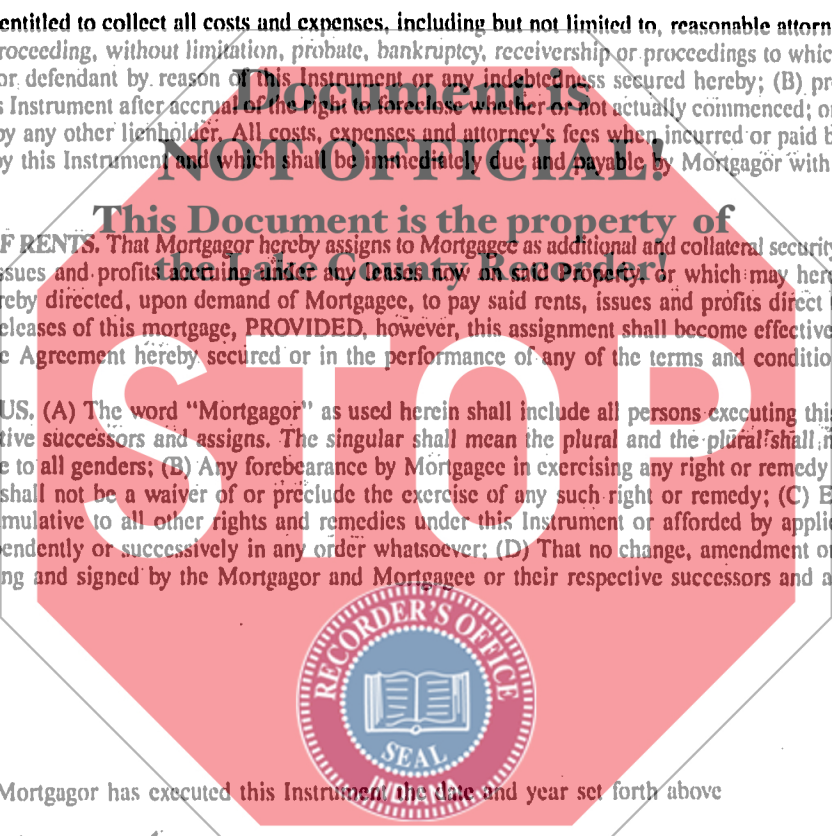 entitled to collect all costs and expenses, including but not limited to, reasonable attorn
roceeding, without limitation, probate, bankruptcy, receivership or proceedings to whic
or defendant by reason of this Instrument or any indebtedness secured hereby; (B) pr
Document is
s Instrument after accrual of the right to foreclose whether or not actually commenced; o
by any other lienholder. All costs, expenses and attorney's fees when incurred or paid b
NOT OFFICIAL!
y this Instrument and which shall be immediately due and payable by Mortgagor with
This Document is the property of
F RENTS. That Mortgagor hereby assigns to Mortgagee as additional and collateral security
the Lake County Recorder!
ssues and profits accruing under any leases now on said Property, or which may her
reby directed, upon demand of Mortgagee, to pay said rents, issues and profits direct
eleases of this mortgage, PROVIDED, however, this assignment shall become effective
e Agreement hereby secured or in the performance of any of the terms and conditio
STOP
US. (A) The word "Mortgagor" as used herein shall include all persons executing thi
tive successors and assigns. The singular shall mean the plural and the plural shall
e to all genders; (B) Any forebearance by Mortgagee in exercising any right or remedy
shall not be a waiver of or preclude the exercise of any such right or remedy; (C) E
mulative to all other rights and remedies under this Instrument or afforded by appli
pendently or successively in any order whatsoever; (D) That no change, amendment o
ng and signed by the Mortgagor and Mortgagee or their respective successors and a
RECORDER'S OFFICE
SEAL
INDIANA
Mortgagor has executed this Instrument the date and year set forth above